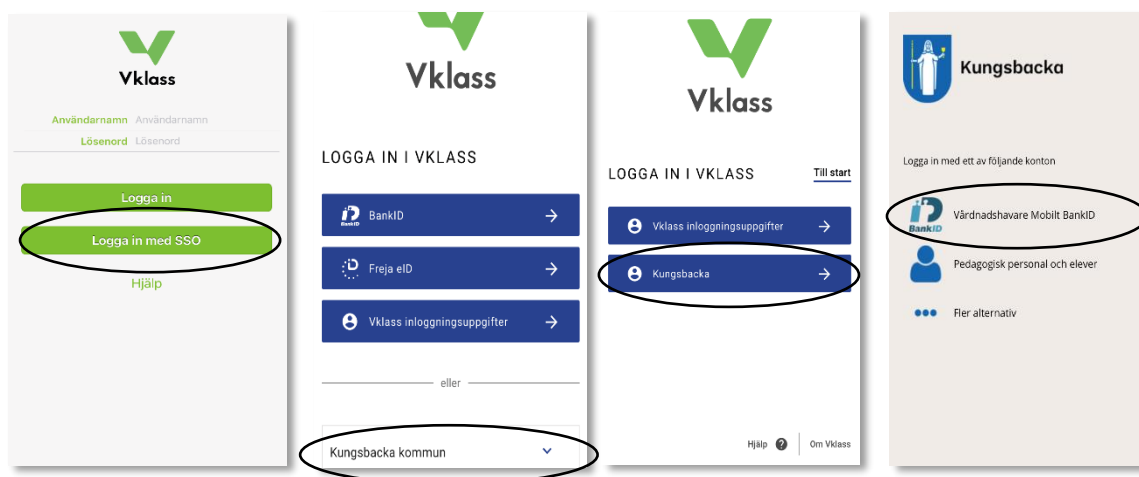 Vklass
Användarnamn Användarnamn
Lösenord Lösenord
Logga in
Logga in med SSO
Hjälp
Vklass
LOGGA IN I VKLASS
BankID BankID
Freja eID
Vklass inloggningsuppgifter
eller
Kungsbacka kommun
Vklass
LOGGA IN I VKLASS Till start
Vklass inloggningsuppgifter
Kungsbacka
Hjälp ? Om Vklass
Kungsbacka
Logga in med ett av följande konton
BankID Vårdnadshavare Mobilt BankID
Pedagogisk personal och elever
Fler alternativ